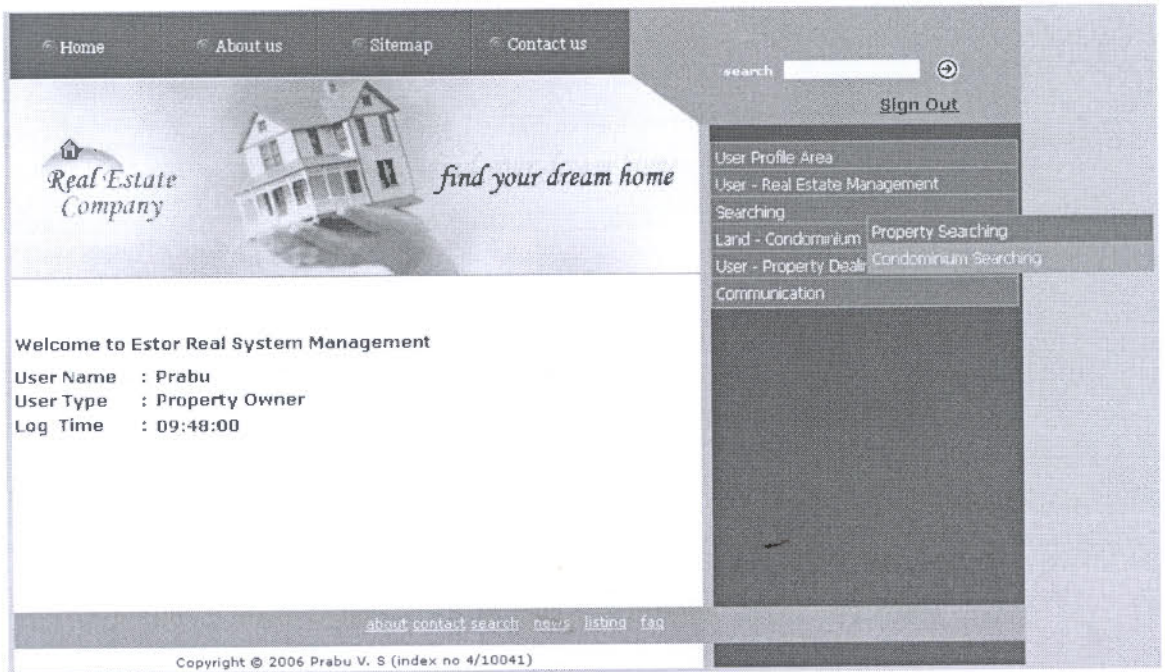 Home About us Sitemap Contact us
search
Sign Out
Real Estate
Company
find your dream home
User Profile Area
User - Real Estate Management
Searching
Property Searching
Land - Condominium
Condominium Searching
User - Property
Communication
Welcome to Estor Real System Management
User Name : Prabu
User Type : Property Owner
Log Time : 09:48:00
about contact search news listing faq
Copyright © 2006 Prabu V. S (index no 4/10041)